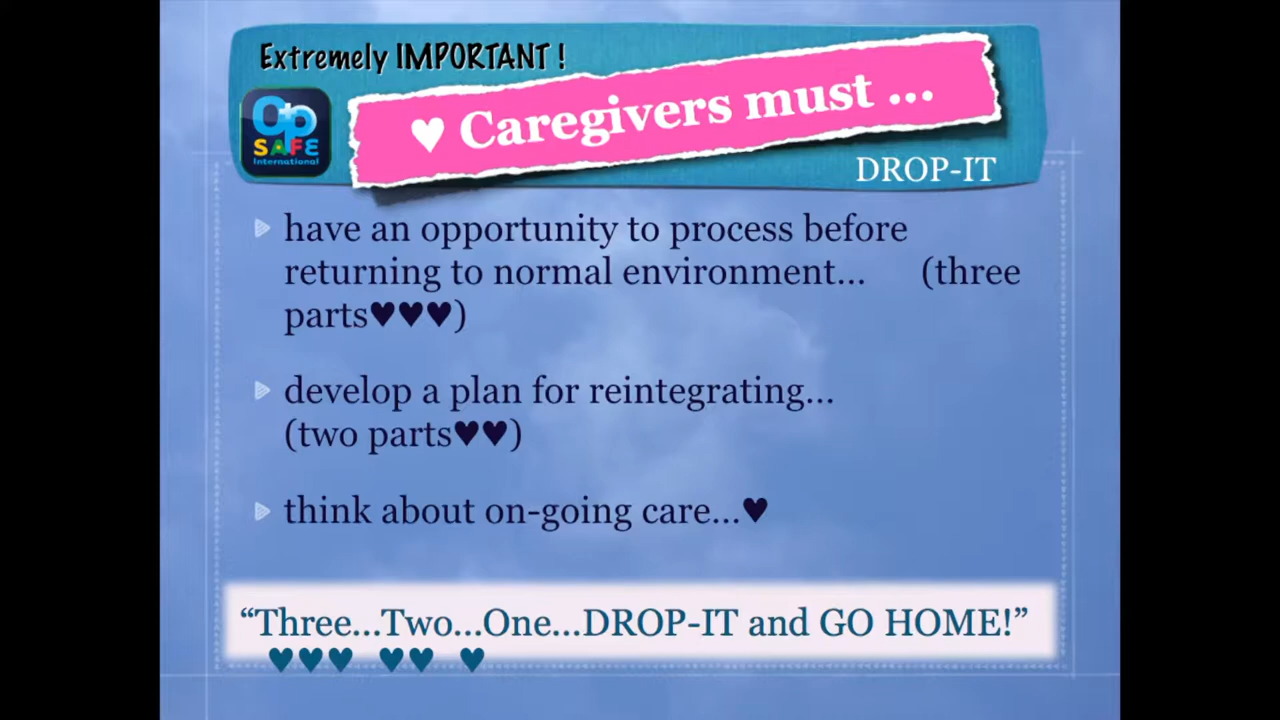 Extremely IMPORTANT !
♥ Caregivers must ...
Op
SAFE
International
DROP-IT
have an opportunity to process before
returning to normal environment... (three
parts♥♥♥)
develop a plan for reintegrating...
(two parts♥♥)
think about on-going care...♥
“Three...Two...One...DROP-IT and GO HOME!”
♥♥♥ ♥♥ ♥